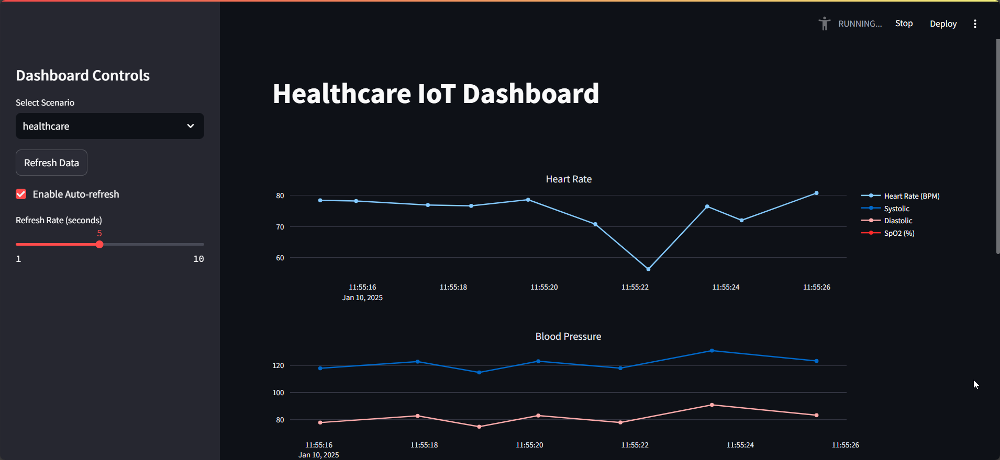 RUNNING...
Stop
Deploy
Dashboard Controls
Select Scenario
healthcare
Refresh Data
Enable Auto-refresh
Refresh Rate (seconds)
5
1
10
Healthcare IoT Dashboard
Heart Rate
80
70
60
11:55:16
Jan 10, 2025
11:55:18
11:55:20
11:55:22
11:55:24
11:55:26
Heart Rate (BPM)
Systolic
Diastolic
SpO2 (%)
Blood Pressure
120
100
80
11:55:16
Jan 10, 2025
11:55:18
11:55:20
11:55:22
11:55:24
11:55:26